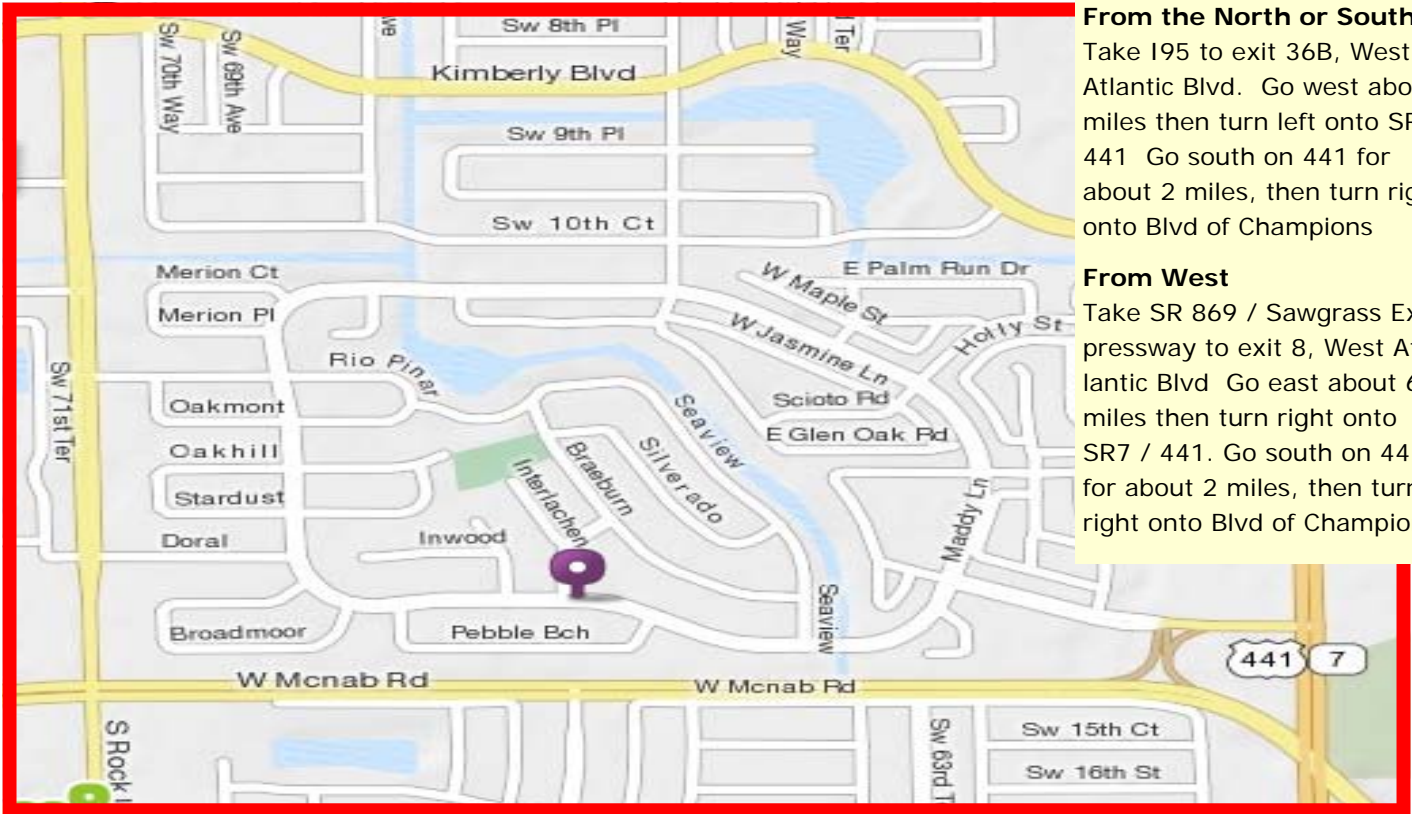 Sw 8th Pl
Kimberly Blvd
Sw 70th Way
Sw 69th Ave
Ave
Way
Ter
Sw 9th Pl
Sw 10th Ct
Merion Ct
Merion Pl
W Maple St
E Palm Run Dr
Holly St
W Jasmine Ln
Rio Pinar
Sw 71st Ter
Oakmont
Oakhill
Stardust
Doral
Scioto Rd
E Glen Oak Rd
Seaview
Silverado
Braeburn
Interlachen
Inwood
Maddy Ln
Seaview
Broadmoor
Pebble Bch
W Mcnab Rd
W Mcnab Rd
441
7
S Rock
Sw 63rd
Sw 15th Ct
Sw 16th St
From the North or South
Take I95 to exit 36B, West
Atlantic Blvd. Go west
miles then turn left onto
441 Go south on 441 for
about 2 miles, then turn
onto Blvd of Champions
From West
Take SR 869 / Sawgrass Ex
pressway to exit 8, West
lantic Blvd Go east about
miles then turn right onto
SR7 / 441. Go south on 44
for about 2 miles, then turn
right onto Blvd of Champio